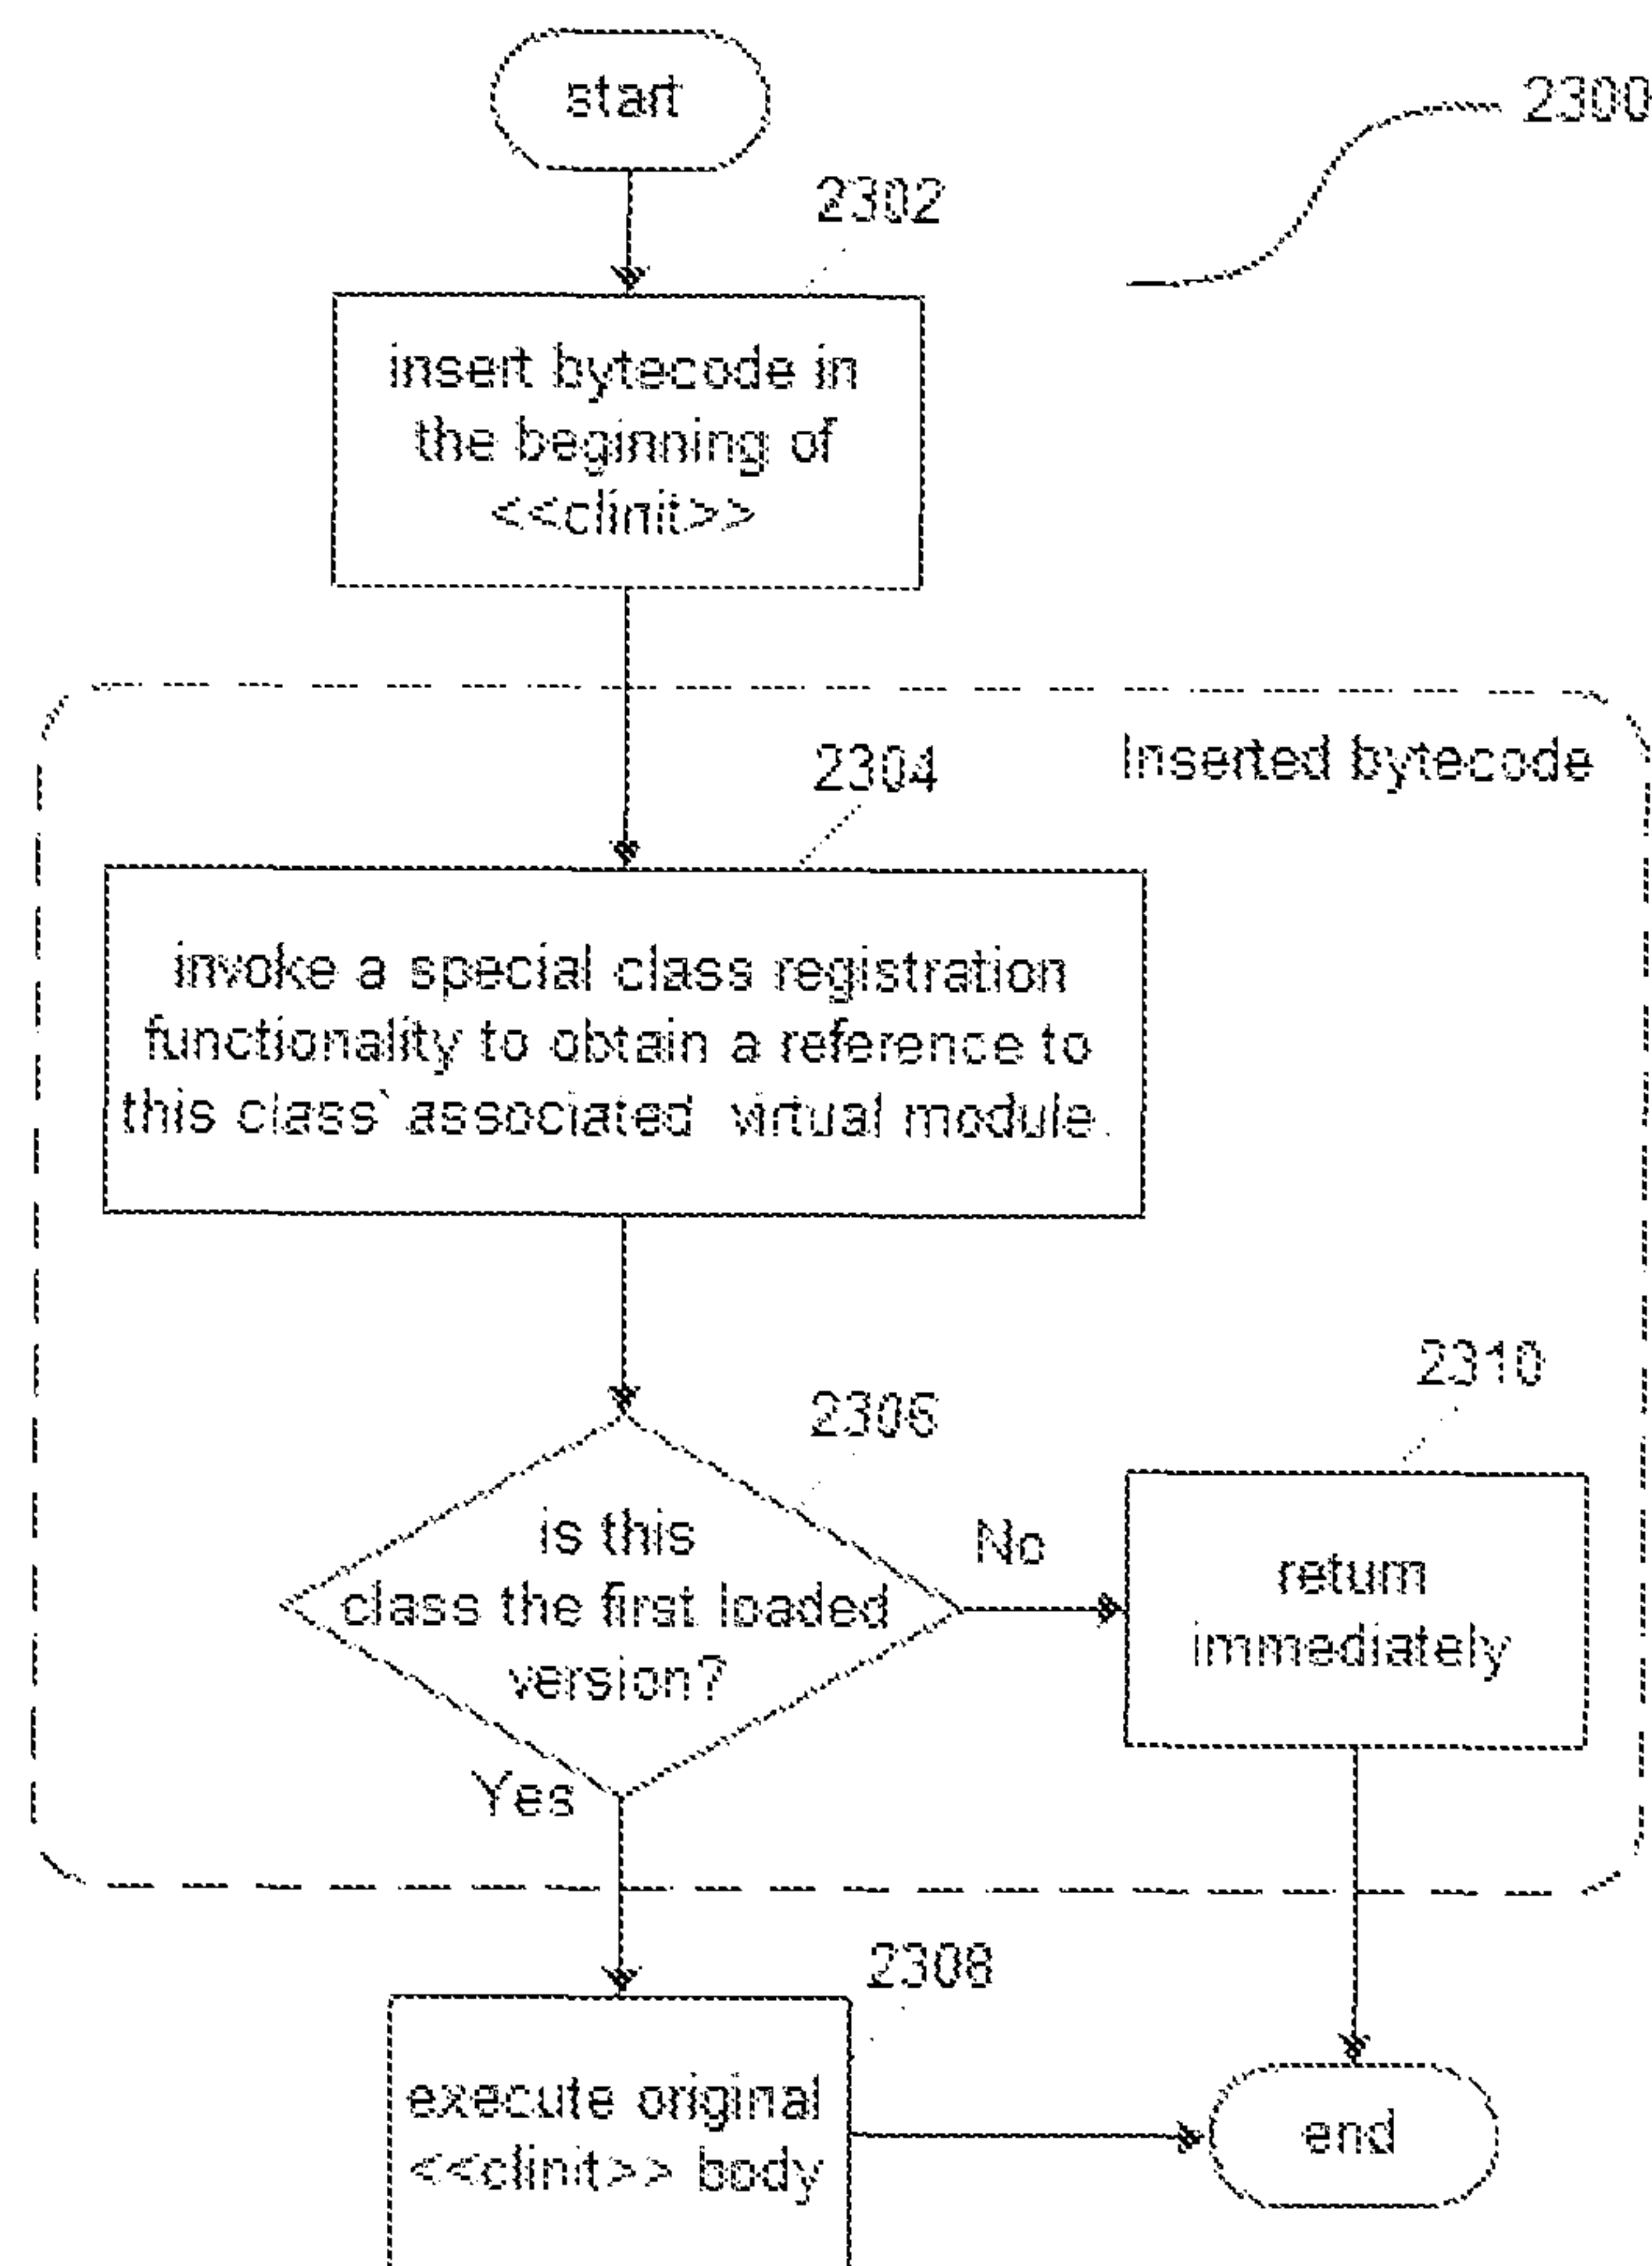 start
2300
2302
insert bytecode in
the beginning of
<<clinit>>
Inserted bytecode
2304
invoke a special class registration
functionality to obtain a reference to
this class` associated virtual module.
2306
2310
is this
class the first loaded
version?
No
return
immediately
Yes
2308
execute original
<<clinit>> body
end